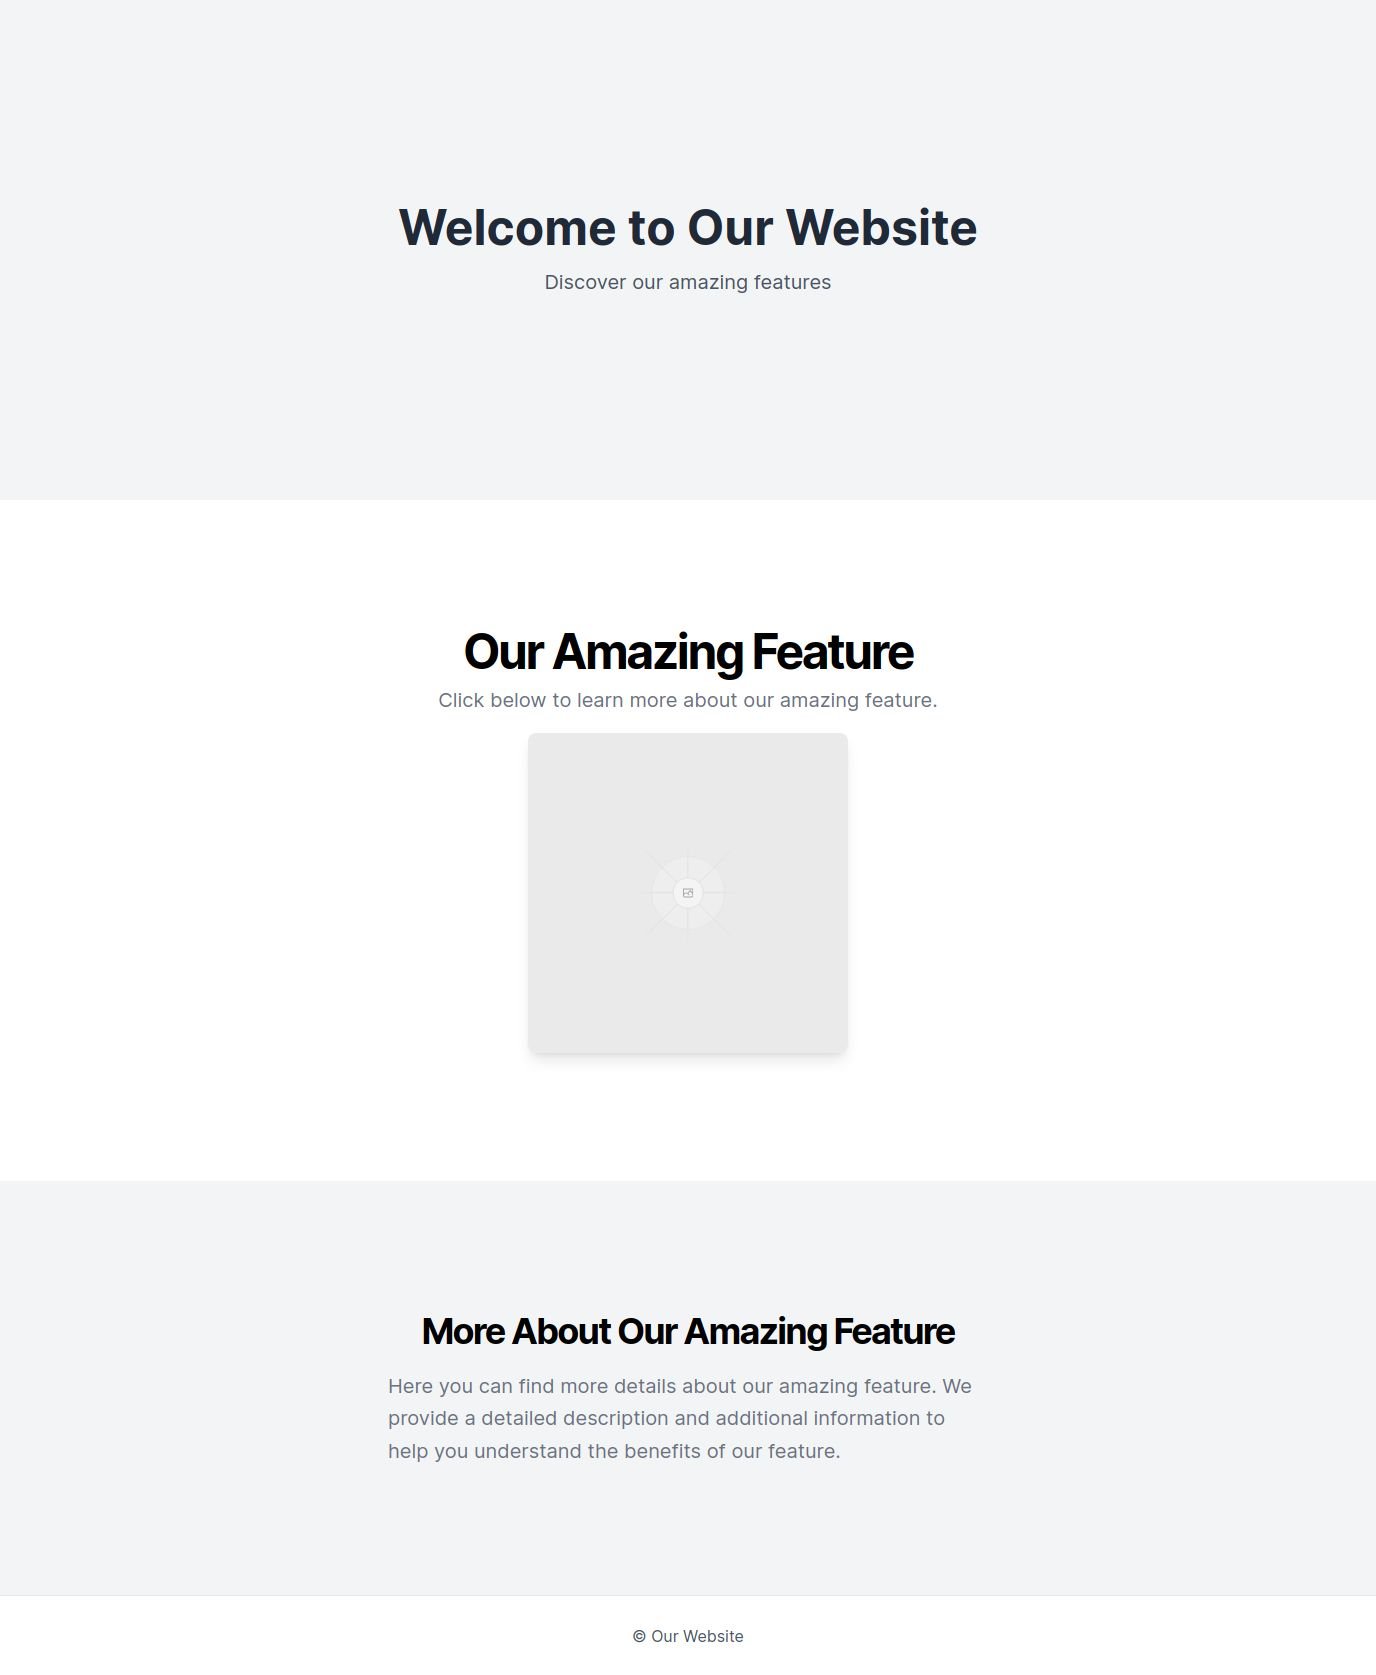 Welcome to Our Website
Discover our amazing features
Our Amazing Feature
Click below to learn more about our amazing feature.
More About Our Amazing Feature
Here you can find more details about our amazing feature. We
provide a detailed description and additional information to
help you understand the benefits of our feature.
© Our Website